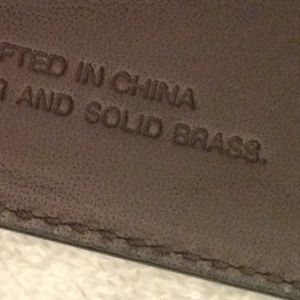 FTED IN CHINA
R AND SOLID BRASS.